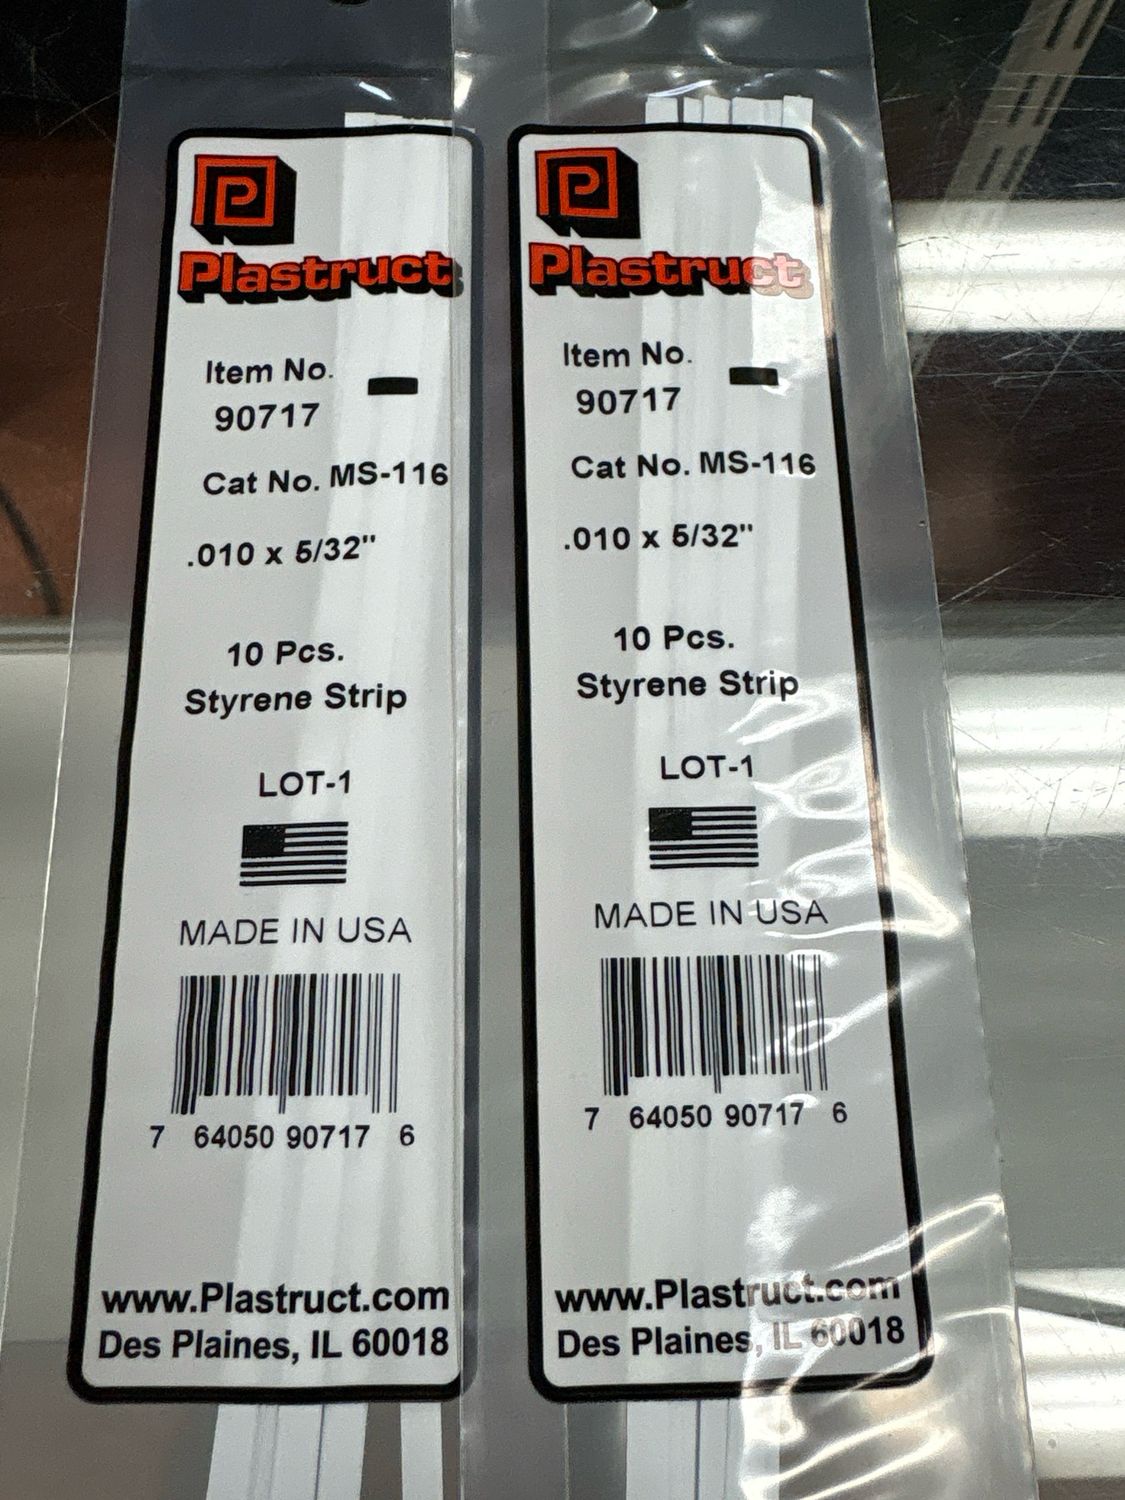 P
Plastruct
Item No.
90717
Cat No. MS-116
.010 x 5/32"
10 Pcs.
Styrene Strip
LOT-1
MADE IN USA
7 64050 90717 6
www.Plastruct.com
Des Plaines, IL 60018
P
Plastruct
Item No.
90717
Cat No. MS-116
.010 x 5/32"
10 Pcs.
Styrene Strip
LOT-1
MADE IN USA
7 64050 90717 6
www.Plastruct.com
Des Plaines, IL 60018